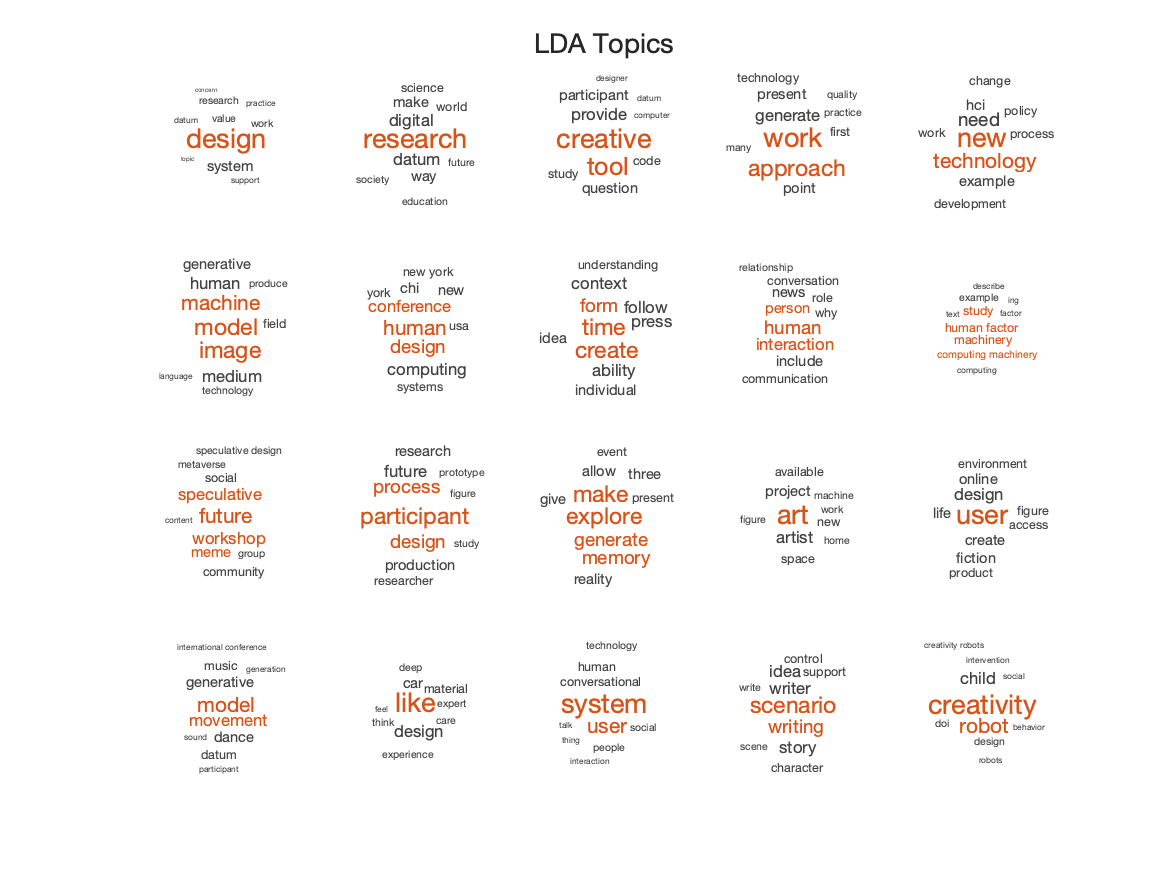 LDA Topics
concern
research practice
datum value work
design
topic system
support
science
make world
digital
research
datum future
society way
education
designer
participant datum
provide computer
creative
tool code
study
question
technology
present quality
generate practice
work first
many
approach
point
change
hci
need policy
work new process
technology
example
development
generative
human produce
machine
model field
image
language medium
technology
new york
york chi new
conference
human usa
design
computing
systems
understanding
context
form follow
time press
idea
create
ability
individual
relationship
conversation
news role
person why
human
interaction
include
communication
describe
example ing
text study factor
human factor
machinery
computing machinery
computing
speculative design
metaverse
social
speculative
content future
workshop
meme group
community
research
future prototype
process figure
participant
design study
production
researcher
event
allow three
give make present
explore
generate
memory
reality
available
project machine
figure art work
new
artist home
space
environment
online
design
life user figure
access
create
fiction
product
international conference
music generation
generative
model
movement
sound dance
datum
participant
deep
car material
feel like expert
think care
design
experience
technology
human
conversational
system
talk user social
thing
people
interaction
control
idea support
write writer
scenario
writing
scene story
character
creativity robots
intervention
child social
creativity
doi robot behavior
design
robots